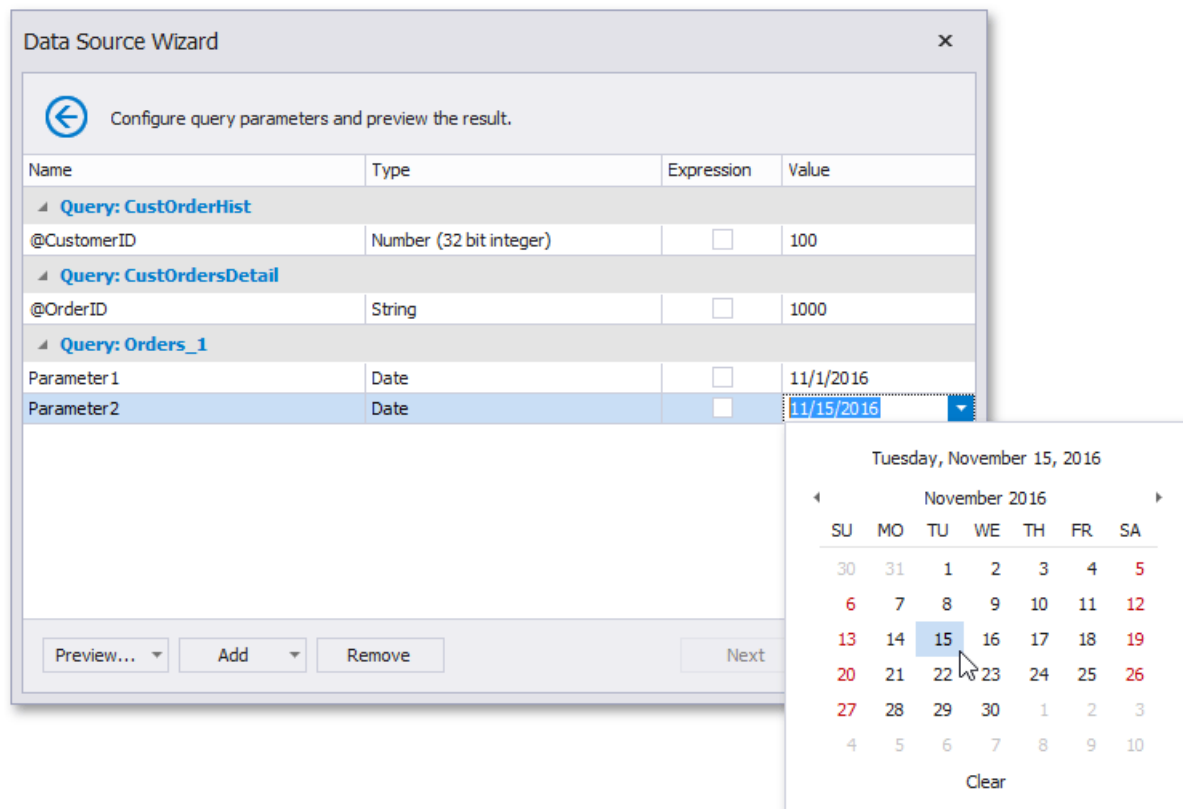 Data Source Wizard
Configure query parameters and preview the result.
Name Type Expression Value
Query: CustOrderHist
@CustomerID Number (32 bit integer) 100
Query: CustOrdersDetail
@OrderID String 1000
Query: Orders_1
Parameter1 Date 11/1/2016
Parameter2 Date 11/15/2016
Tuesday, November 15, 2016
November 2016
SU MO TU WE TH FR SA
30 31 1 2 3 4 5
6 7 8 9 10 11 12
13 14 15 16 17 18 19
20 21 22 23 24 25 26
27 28 29 30 1 2 3
4 5 6 7 8 9 10
Clear
Preview... Add Remove Next